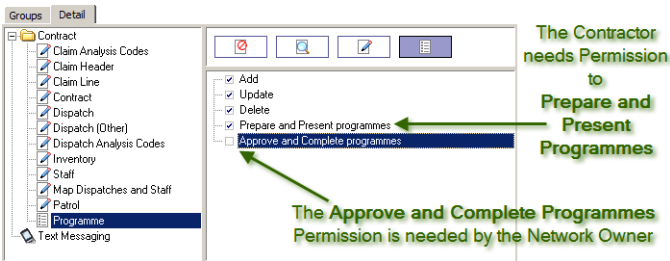 Groups Detail
Contract
Claim Analysis Codes
Claim Header
Claim Line
Contract
Dispatch
Dispatch (Other)
Dispatch Analysis Codes
Inventory
Staff
Map Dispatches and Staff
Patrol
Programme
Text Messaging
Add
Update
Delete
Prepare and Present programmes
Approve and Complete programmes
The Contractor
needs Permission
to
Prepare and
Present
Programmes
The Approve and Complete Programmes
Permission is needed by the Network Owner